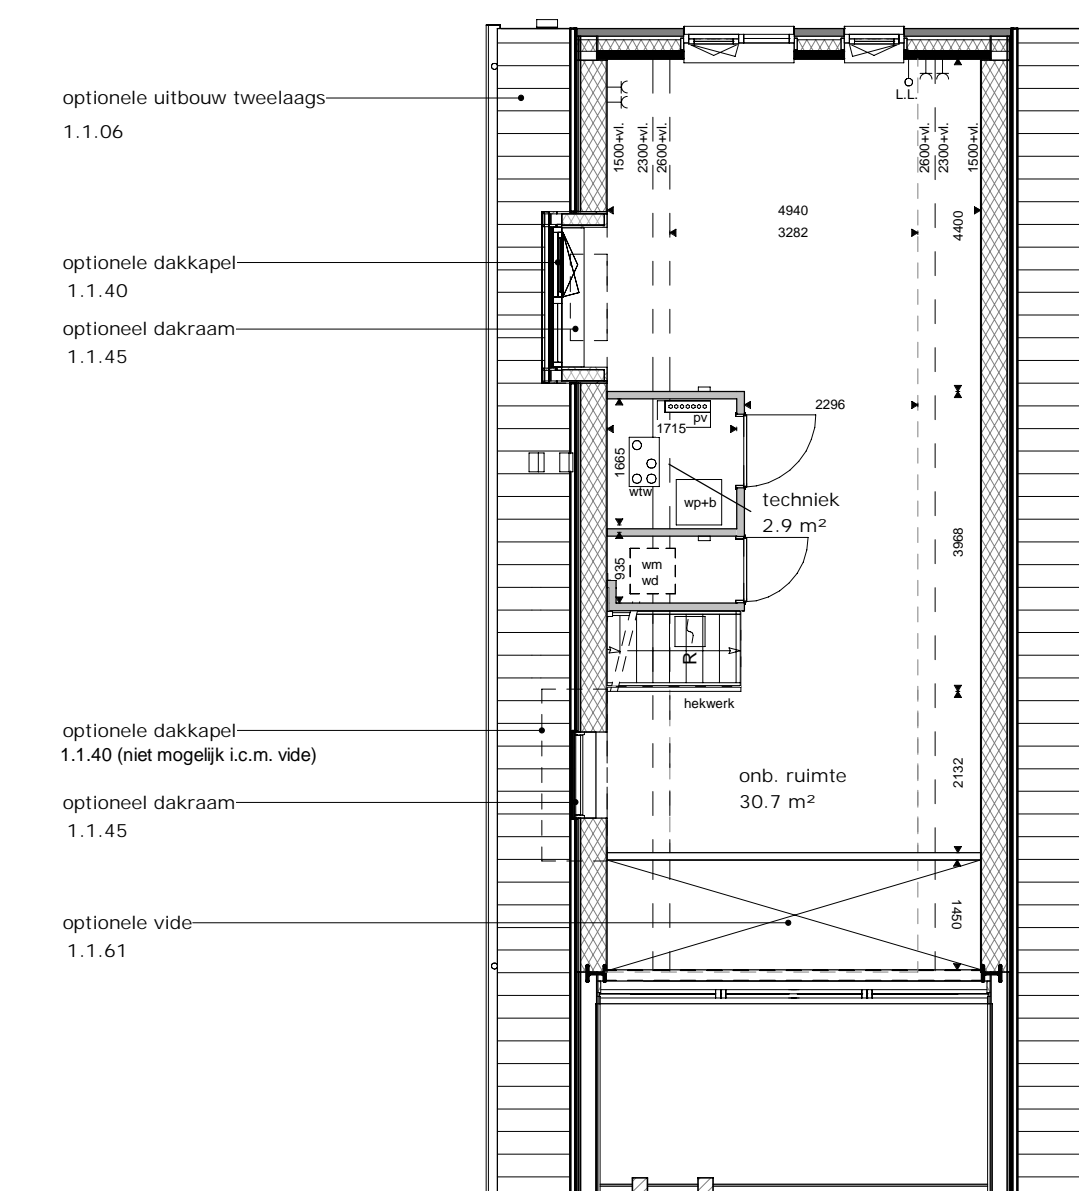 optionele uitbouw tweelaags
1.1.06
L.L.
1500+vl.
2300+vl.
2600+vl.
2600+vl.
2300+vl.
1500+vl.
4940
3282
4400
optionele dakkapel
1.1.40
optioneel dakraam
1.1.45
2296
pv
1715
1665
wtw
wp+b
techniek
2.9 m²
3968
935
wm
wd
R
hekwerk
optionele dakkapel
1.1.40 (niet mogelijk i.c.m. vide)
optioneel dakraam
1.1.45
onb. ruimte
30.7 m²
2132
optionele vide
1.1.61
1450